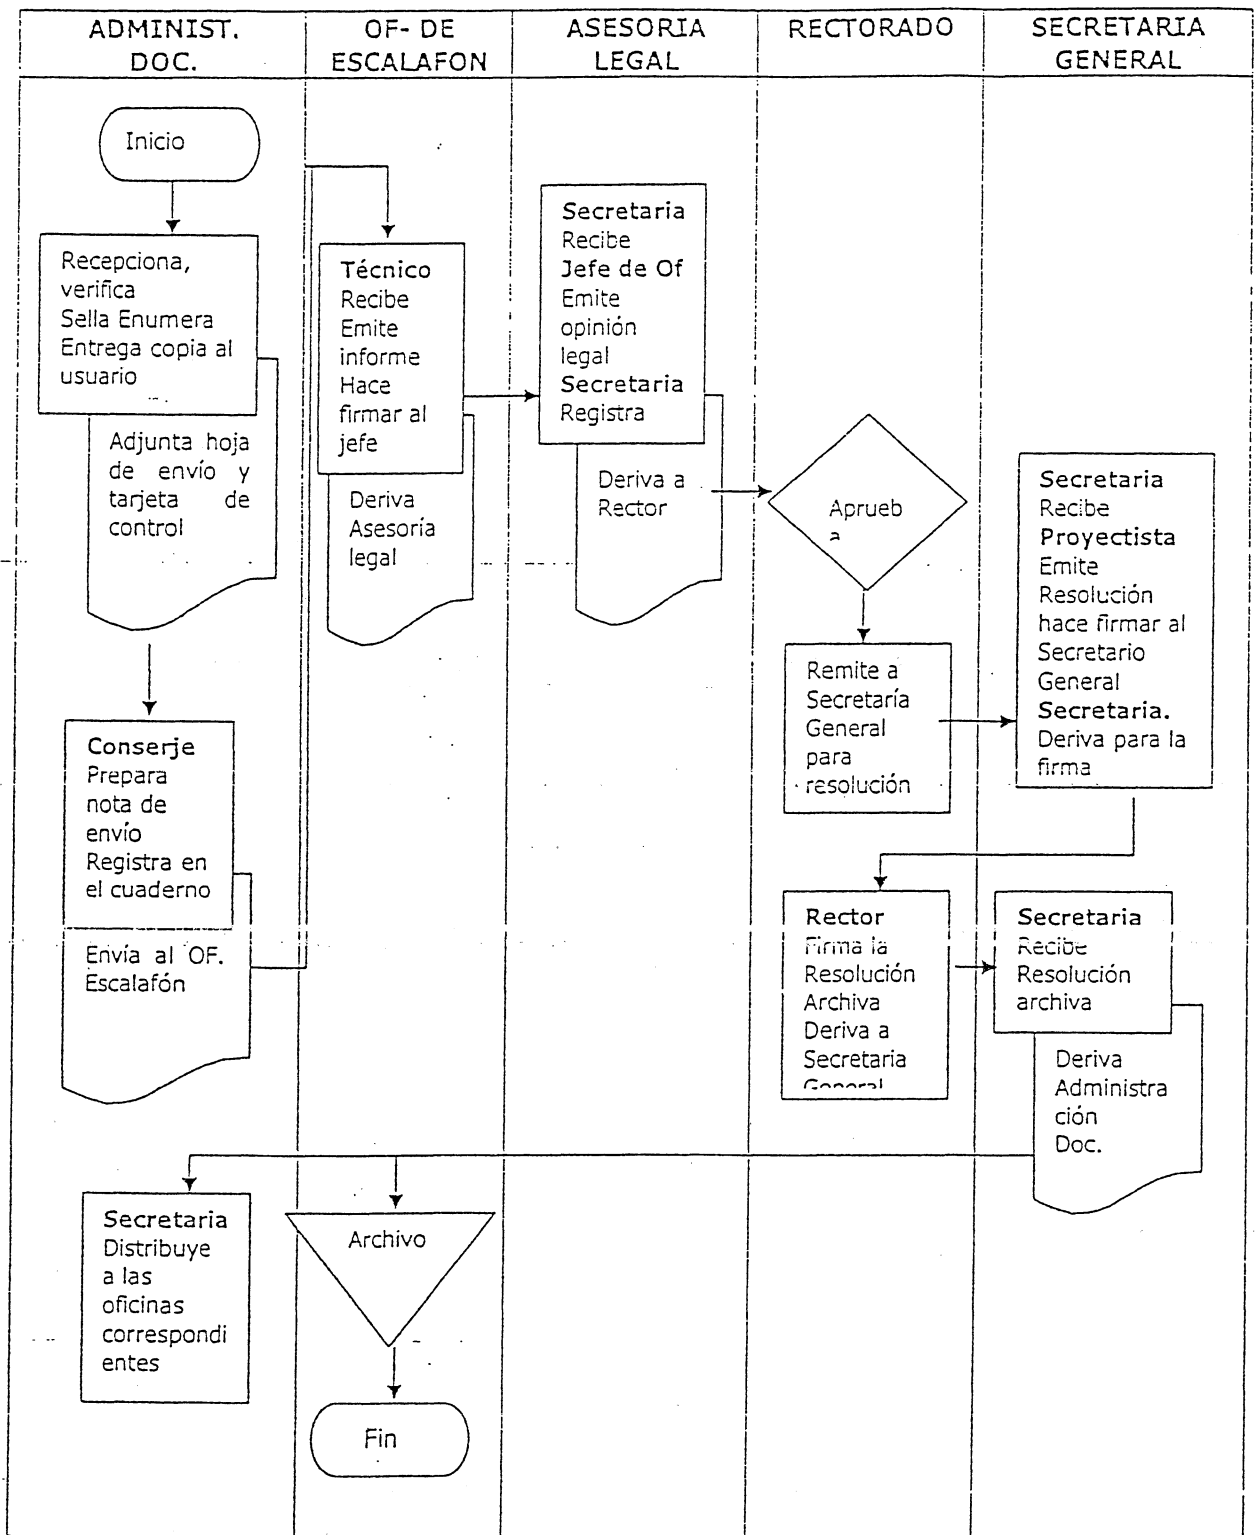 ADMINIST.
DOC.
OF- DE
ESCALAFON
ASESORIA
LEGAL
RECTORADO
SECRETARIA
GENERAL
Inicio
Recepciona,
verifica
Sella Enumera
Entrega copia al
usuario
Adjunta hoja
de envío y
tarjeta de
control
Conserje
Prepara
nota de
envío
Registra en
el cuaderno
Envía al OF.
Escalafón
Técnico
Recibe
Emite
informe
Hace
firmar al
jefe
Deriva
Asesoría
legal
Secretaria
Recibe
Jefe de Of
Emite
opinión
legal
Secretaria
Registra
Deriva a
Rector
Aprueb
a
Remite a
Secretaría
General
para
resolución
Secretaria
Recibe
Proyectista
Emite
Resolución
hace firmar al
Secretario
General
Secretaria.
Deriva para la
firma
Rector
Firma la
Resolución
Archiva
Deriva a
Secretaria
General
Secretaria
Recibe
Resolución
archiva
Deriva
Administra
ción
Doc.
Secretaria
Distribuye
a las
oficinas
correspondi
entes
Archivo
Fin